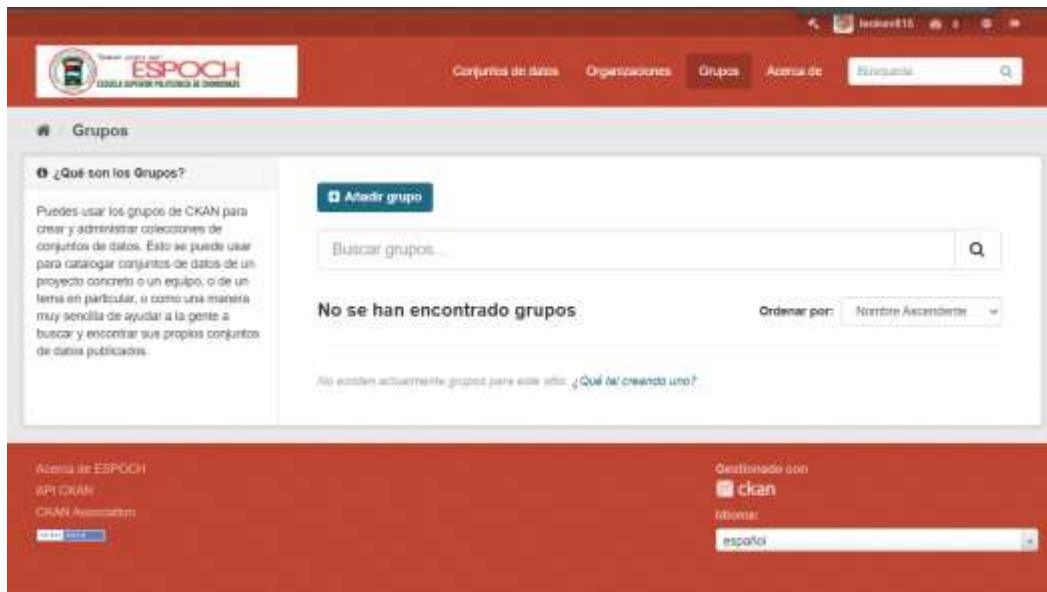 ESPOCH
ESCUELA SUPERIOR POLITECNICA DE CHIMBORAZO
Conjuntos de datos
Organizaciones
Grupos
Acerca de
Búsqueda
Grupos
¿Qué son los Grupos?
Puedes usar los grupos de CKAN para
crear y administrar colecciones de
conjuntos de datos. Esto se puede usar
para catalogar conjuntos de datos de un
proyecto concreto o un equipo, o de un
tema en particular, o como una manera
muy sencilla de ayudar a la gente a
buscar y encontrar sus propios conjuntos
de datos publicados.
Añadir grupo
Buscar grupos...
No se han encontrado grupos
Ordenar por:
Nombre Ascendente
No existen actualmente grupos para este sitio. ¿Qué tal creando uno?
Acerca de ESPOCH
API CKAN
CKAN Association
Gestionado con
ckan
Idioma:
español